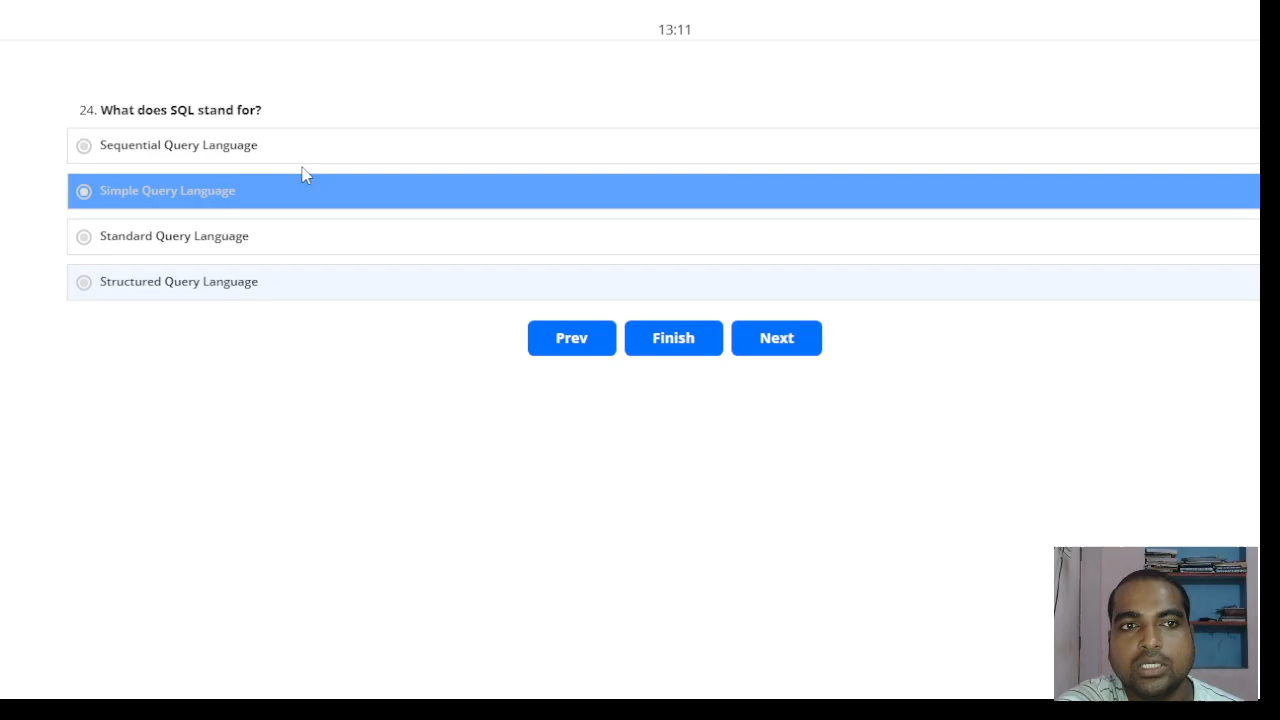 13:11
24. What does SQL stand for?
Sequential Query Language
Simple Query Language
Standard Query Language
Structured Query Language
Prev Finish Next